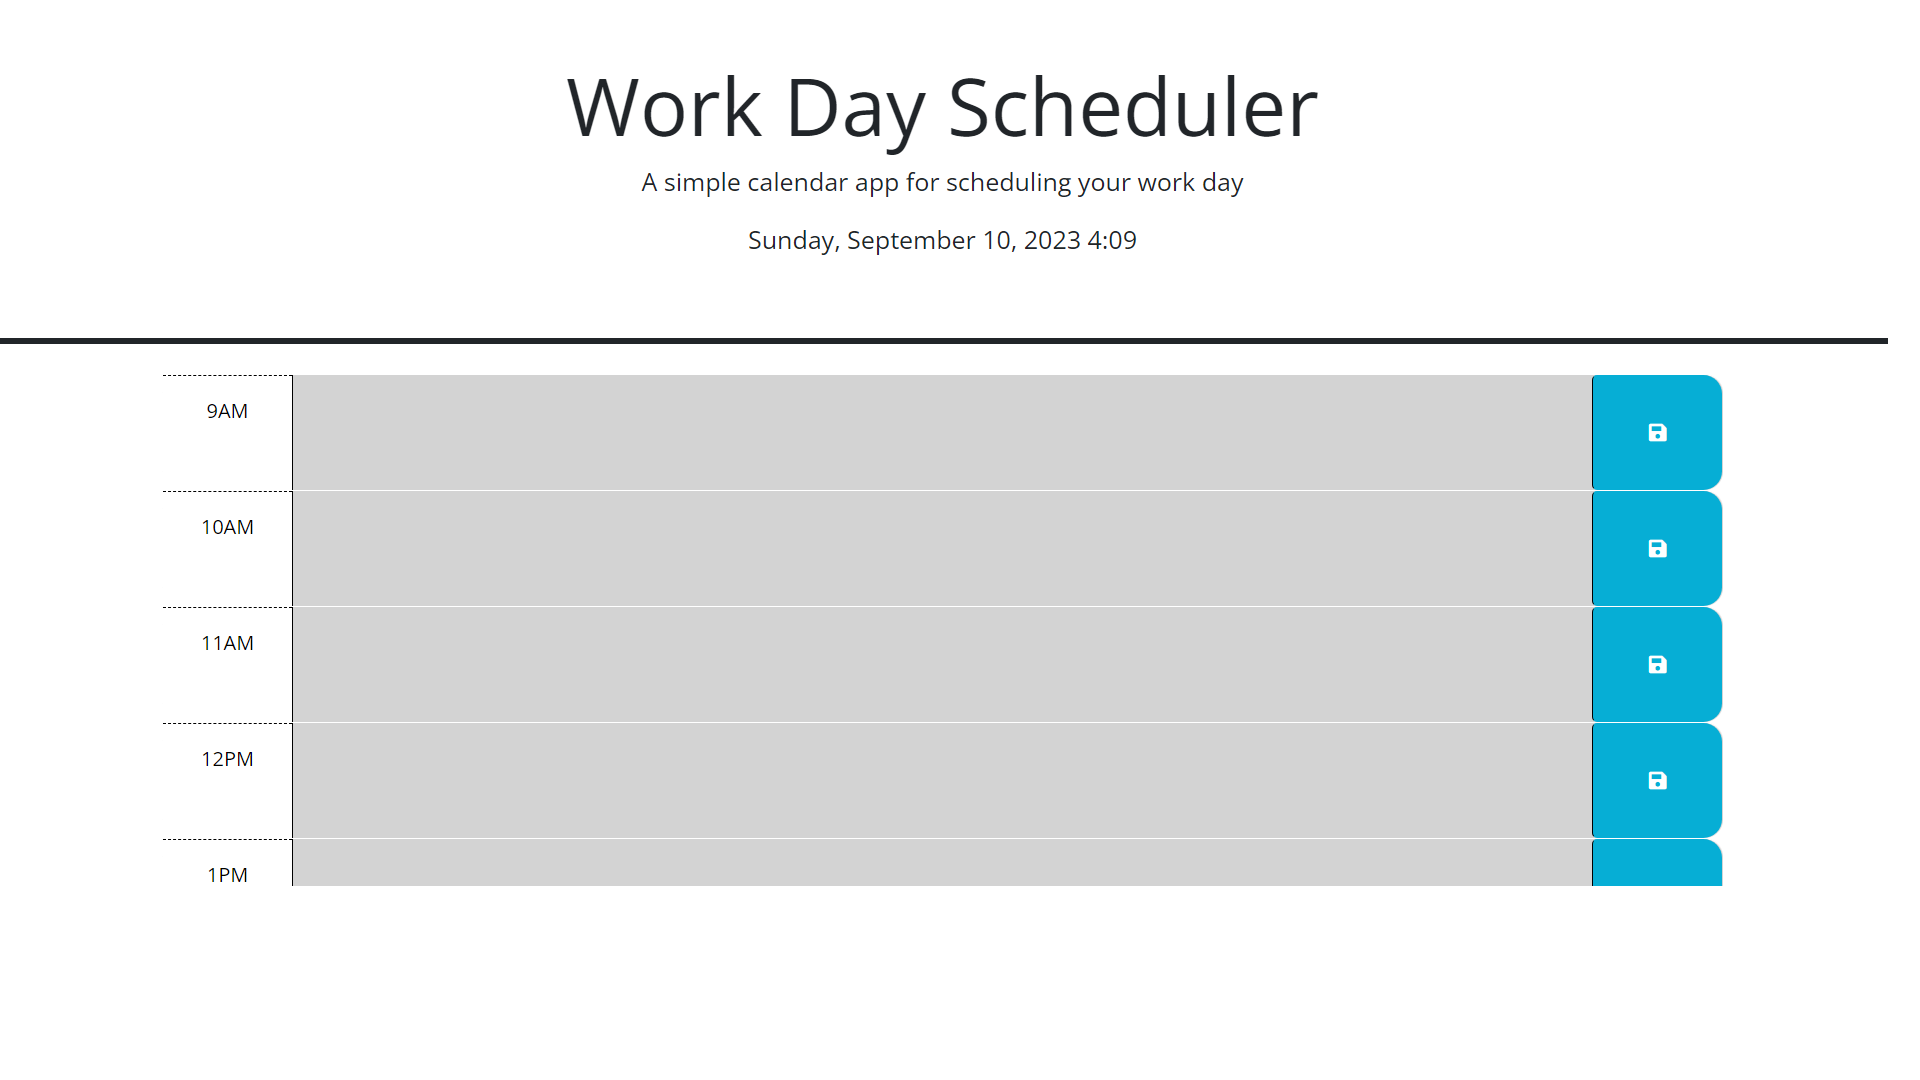 Work Day Scheduler
A simple calendar app for scheduling your work day
Sunday, September 10, 2023 4:09
9AM
10AM
11AM
12PM
1PM